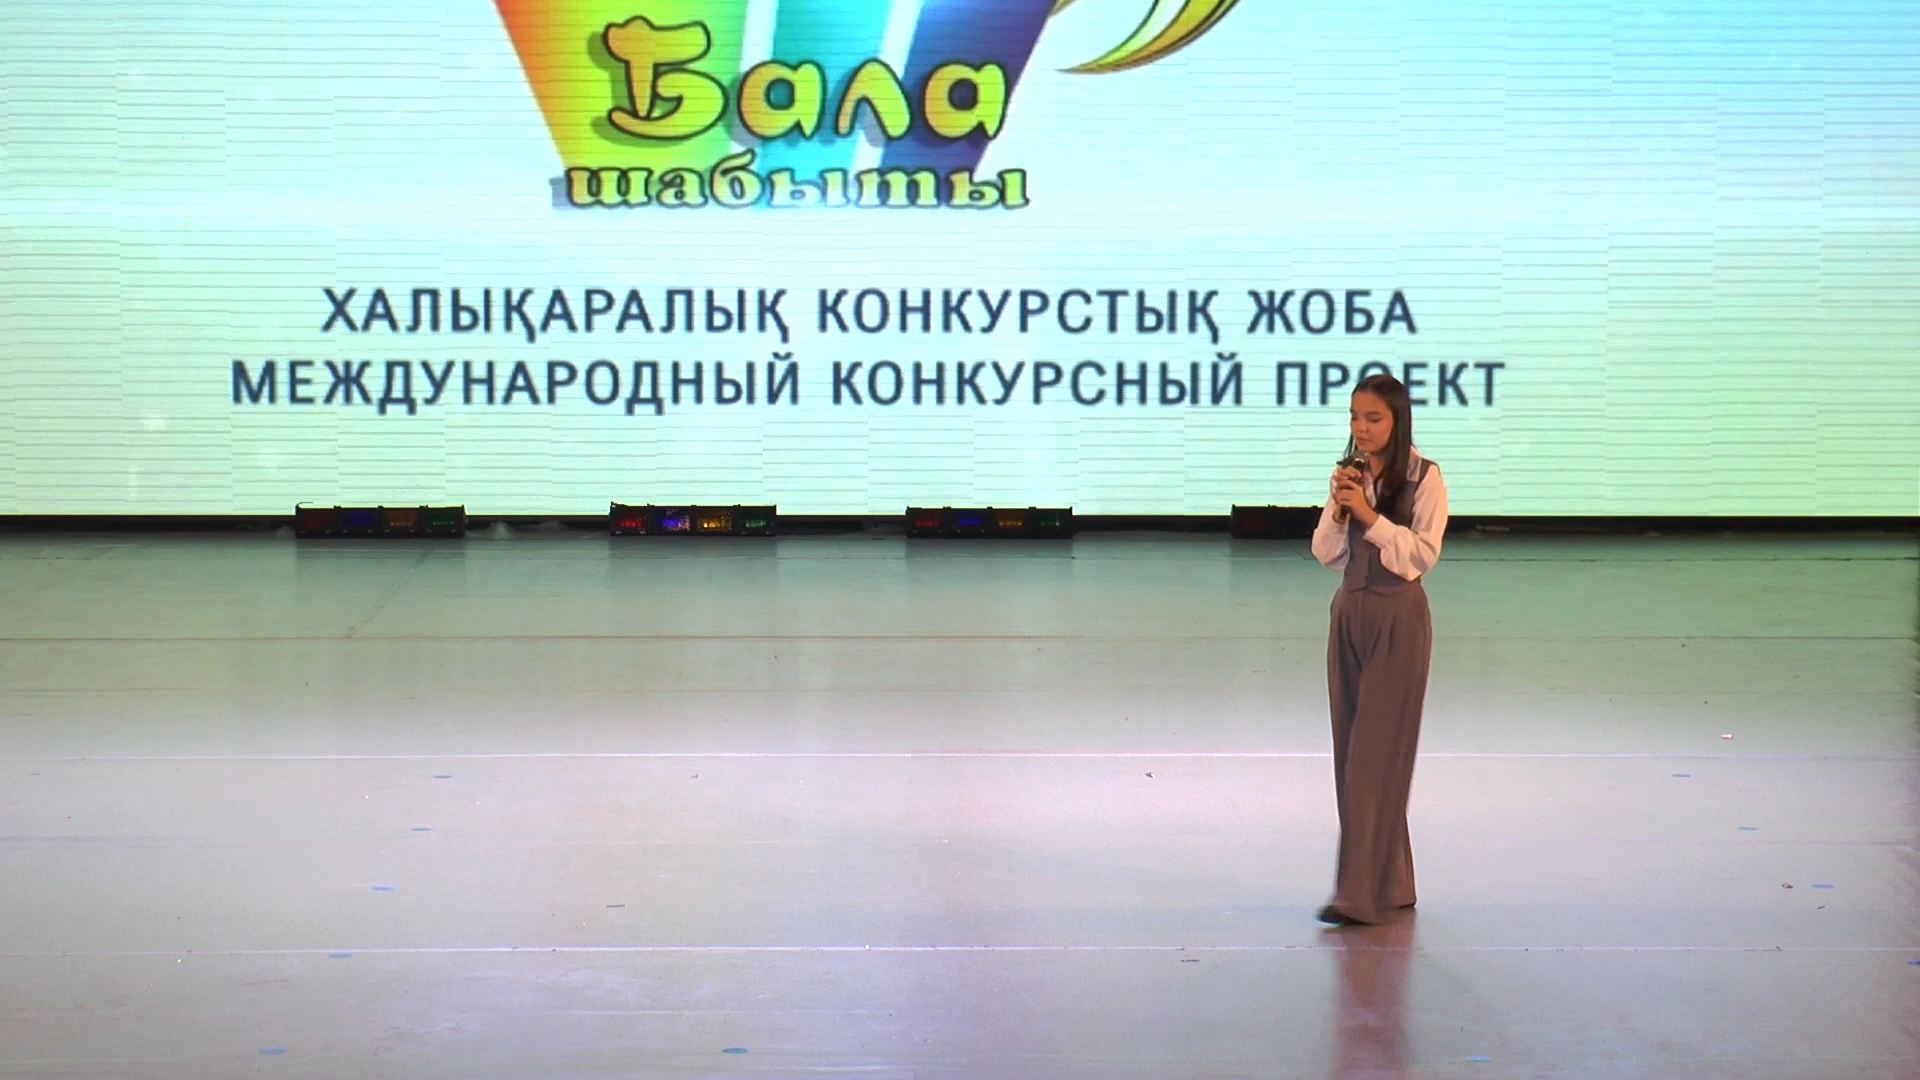 Бала
шабыты
ХАЛЫҚАРАЛЫҚ КОНКУРСТЫҚ ЖОБА
МЕЖДУНАРОДНЫЙ КОНКУРСНЫЙ ПРОЕКТ